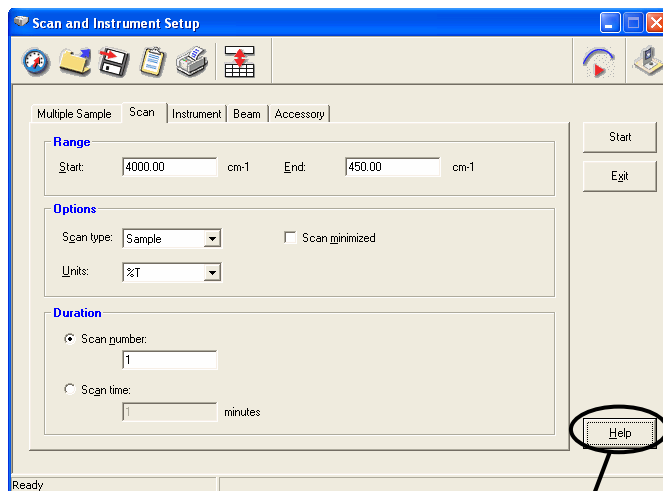 Scan and Instrument Setup
Multiple Sample Scan Instrument Beam Accessory
Range
Start: 4000.00 cm-1 End: 450.00 cm-1
Options
Scan type: Sample Scan minimized
Units: %T
Duration
Scan number:
1
Scan time:
1 minutes
Start
Exit
Help
Ready